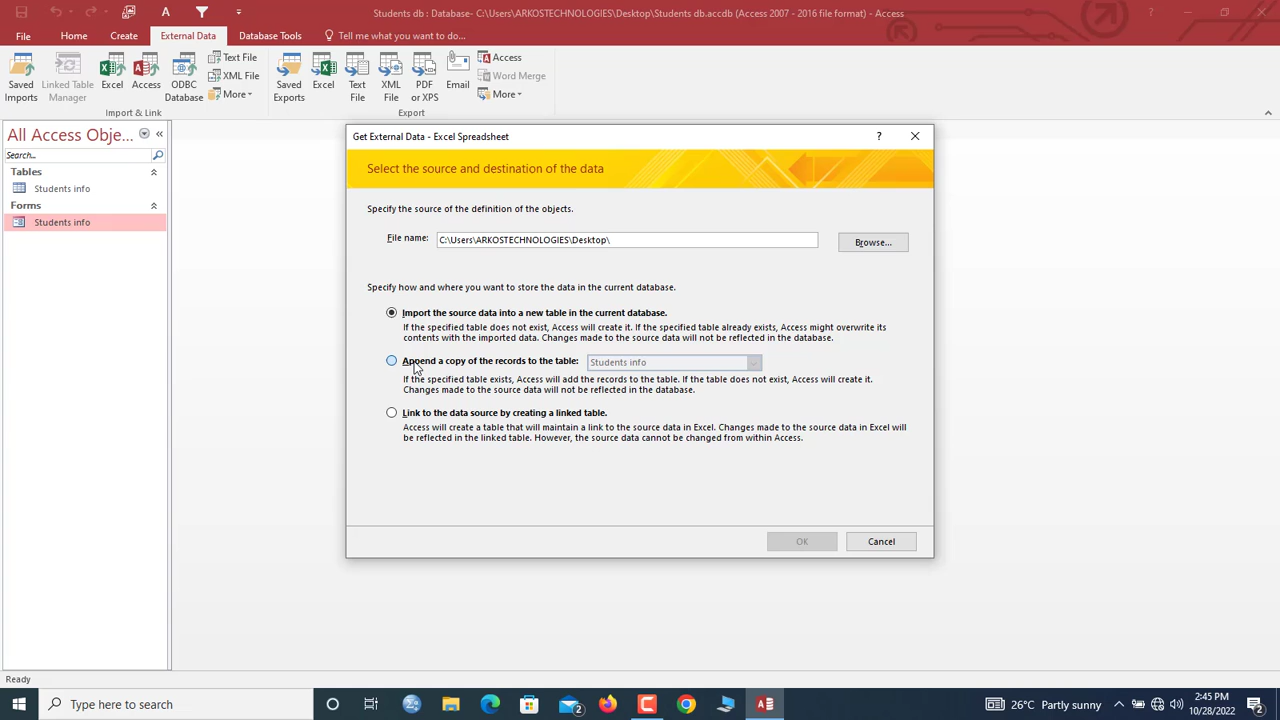 Students db : Database- C:\Users\ARKOSTECHNOLOGIES\Desktop\Students db.accdb (Access 2007 - 2016 file format) - Access
File Home Create External Data Database Tools Tell me what you want to do...
Saved Imports
Linked Table Manager
Excel
Access
ODBC Database
Text File
XML File
More
Saved Exports
Excel
Text File
XML File
PDF or XPS
Email
Access
Word Merge
More
Import & Link
Export
All Access Obje...
Search...
Tables
Students info
Forms
Students info
Get External Data - Excel Spreadsheet
?
Select the source and destination of the data
Specify the source of the definition of the objects.
File name: C:\Users\ARKOSTECHNOLOGIES\Desktop\ Browse...
Specify how and where you want to store the data in the current database.
Import the source data into a new table in the current database.
If the specified table does not exist, Access will create it. If the specified table already exists, Access might overwrite its
contents with the imported data. Changes made to the source data will not be reflected in the database.
Append a copy of the records to the table: Students info
If the specified table exists, Access will add the records to the table. If the table does not exist, Access will create it.
Changes made to the source data will not be reflected in the database.
Link to the data source by creating a linked table.
Access will create a table that will maintain a link to the source data in Excel. Changes made to the source data in Excel will
be reflected in the linked table. However, the source data cannot be changed from within Access.
OK Cancel
Ready
Type here to search
2
26°C Partly sunny
2:45 PM
10/28/2022
2